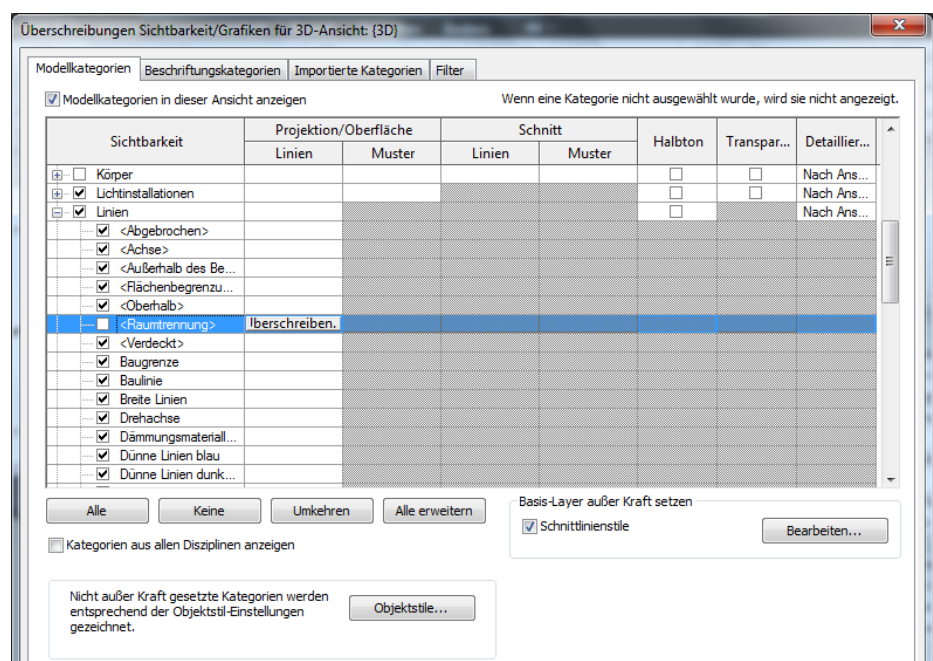 Überschreibungen Sichtbarkeit/Grafiken für 3D-Ansicht: {3D}
Modellkategorien Beschriftungskategorien Importierte Kategorien Filter
Modellkategorien in dieser Ansicht anzeigen Wenn eine Kategorie nicht ausgewählt wurde, wird sie nicht angezeigt.
Sichtbarkeit Projektion/Oberfläche Schnitt Halbton Transpar... Detaillier...
Linien Muster Linien Muster
Körper Nach Ans...
Lichtinstallationen Nach Ans...
Linien Nach Ans...
<Abgebrochen>
<Achse>
<Außerhalb des Be...
<Flächenbegrenzu...
<Oberhalb>
<Raumtrennung> Iberschreiben.
<Verdeckt>
Baugrenze
Baulinie
Breite Linien
Drehachse
Dämmungsmateriall...
Dünne Linien blau
Dünne Linien dunk...
Alle Keine Umkehren Alle erweitern
Kategorien aus allen Disziplinen anzeigen
Basis-Layer außer Kraft setzen
Schnittlinienstile Bearbeiten...
Nicht außer Kraft gesetzte Kategorien werden
entsprechend der Objektstil-Einstellungen
gezeichnet.
Objektstile...